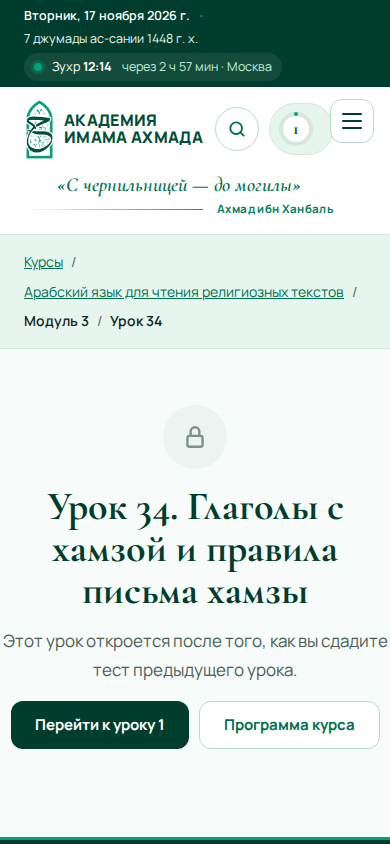 Вторник, 17 ноября 2026 г. ·
7 джумады ас-сании 1448 г. х.
Зухр 12:14 через 2 ч 57 мин · Москва
АКАДЕМИЯ
ИМАМА АХМАДА
1
«С чернильницей — до могилы»
Ахмад ибн Ханбаль
Курсы /
Арабский язык для чтения религиозных текстов /
Модуль 3 / Урок 34
Урок 34. Глаголы с
хамзой и правила
письма хамзы
Этот урок откроется после того, как вы сдадите
тест предыдущего урока.
Перейти к уроку 1
Программа курса